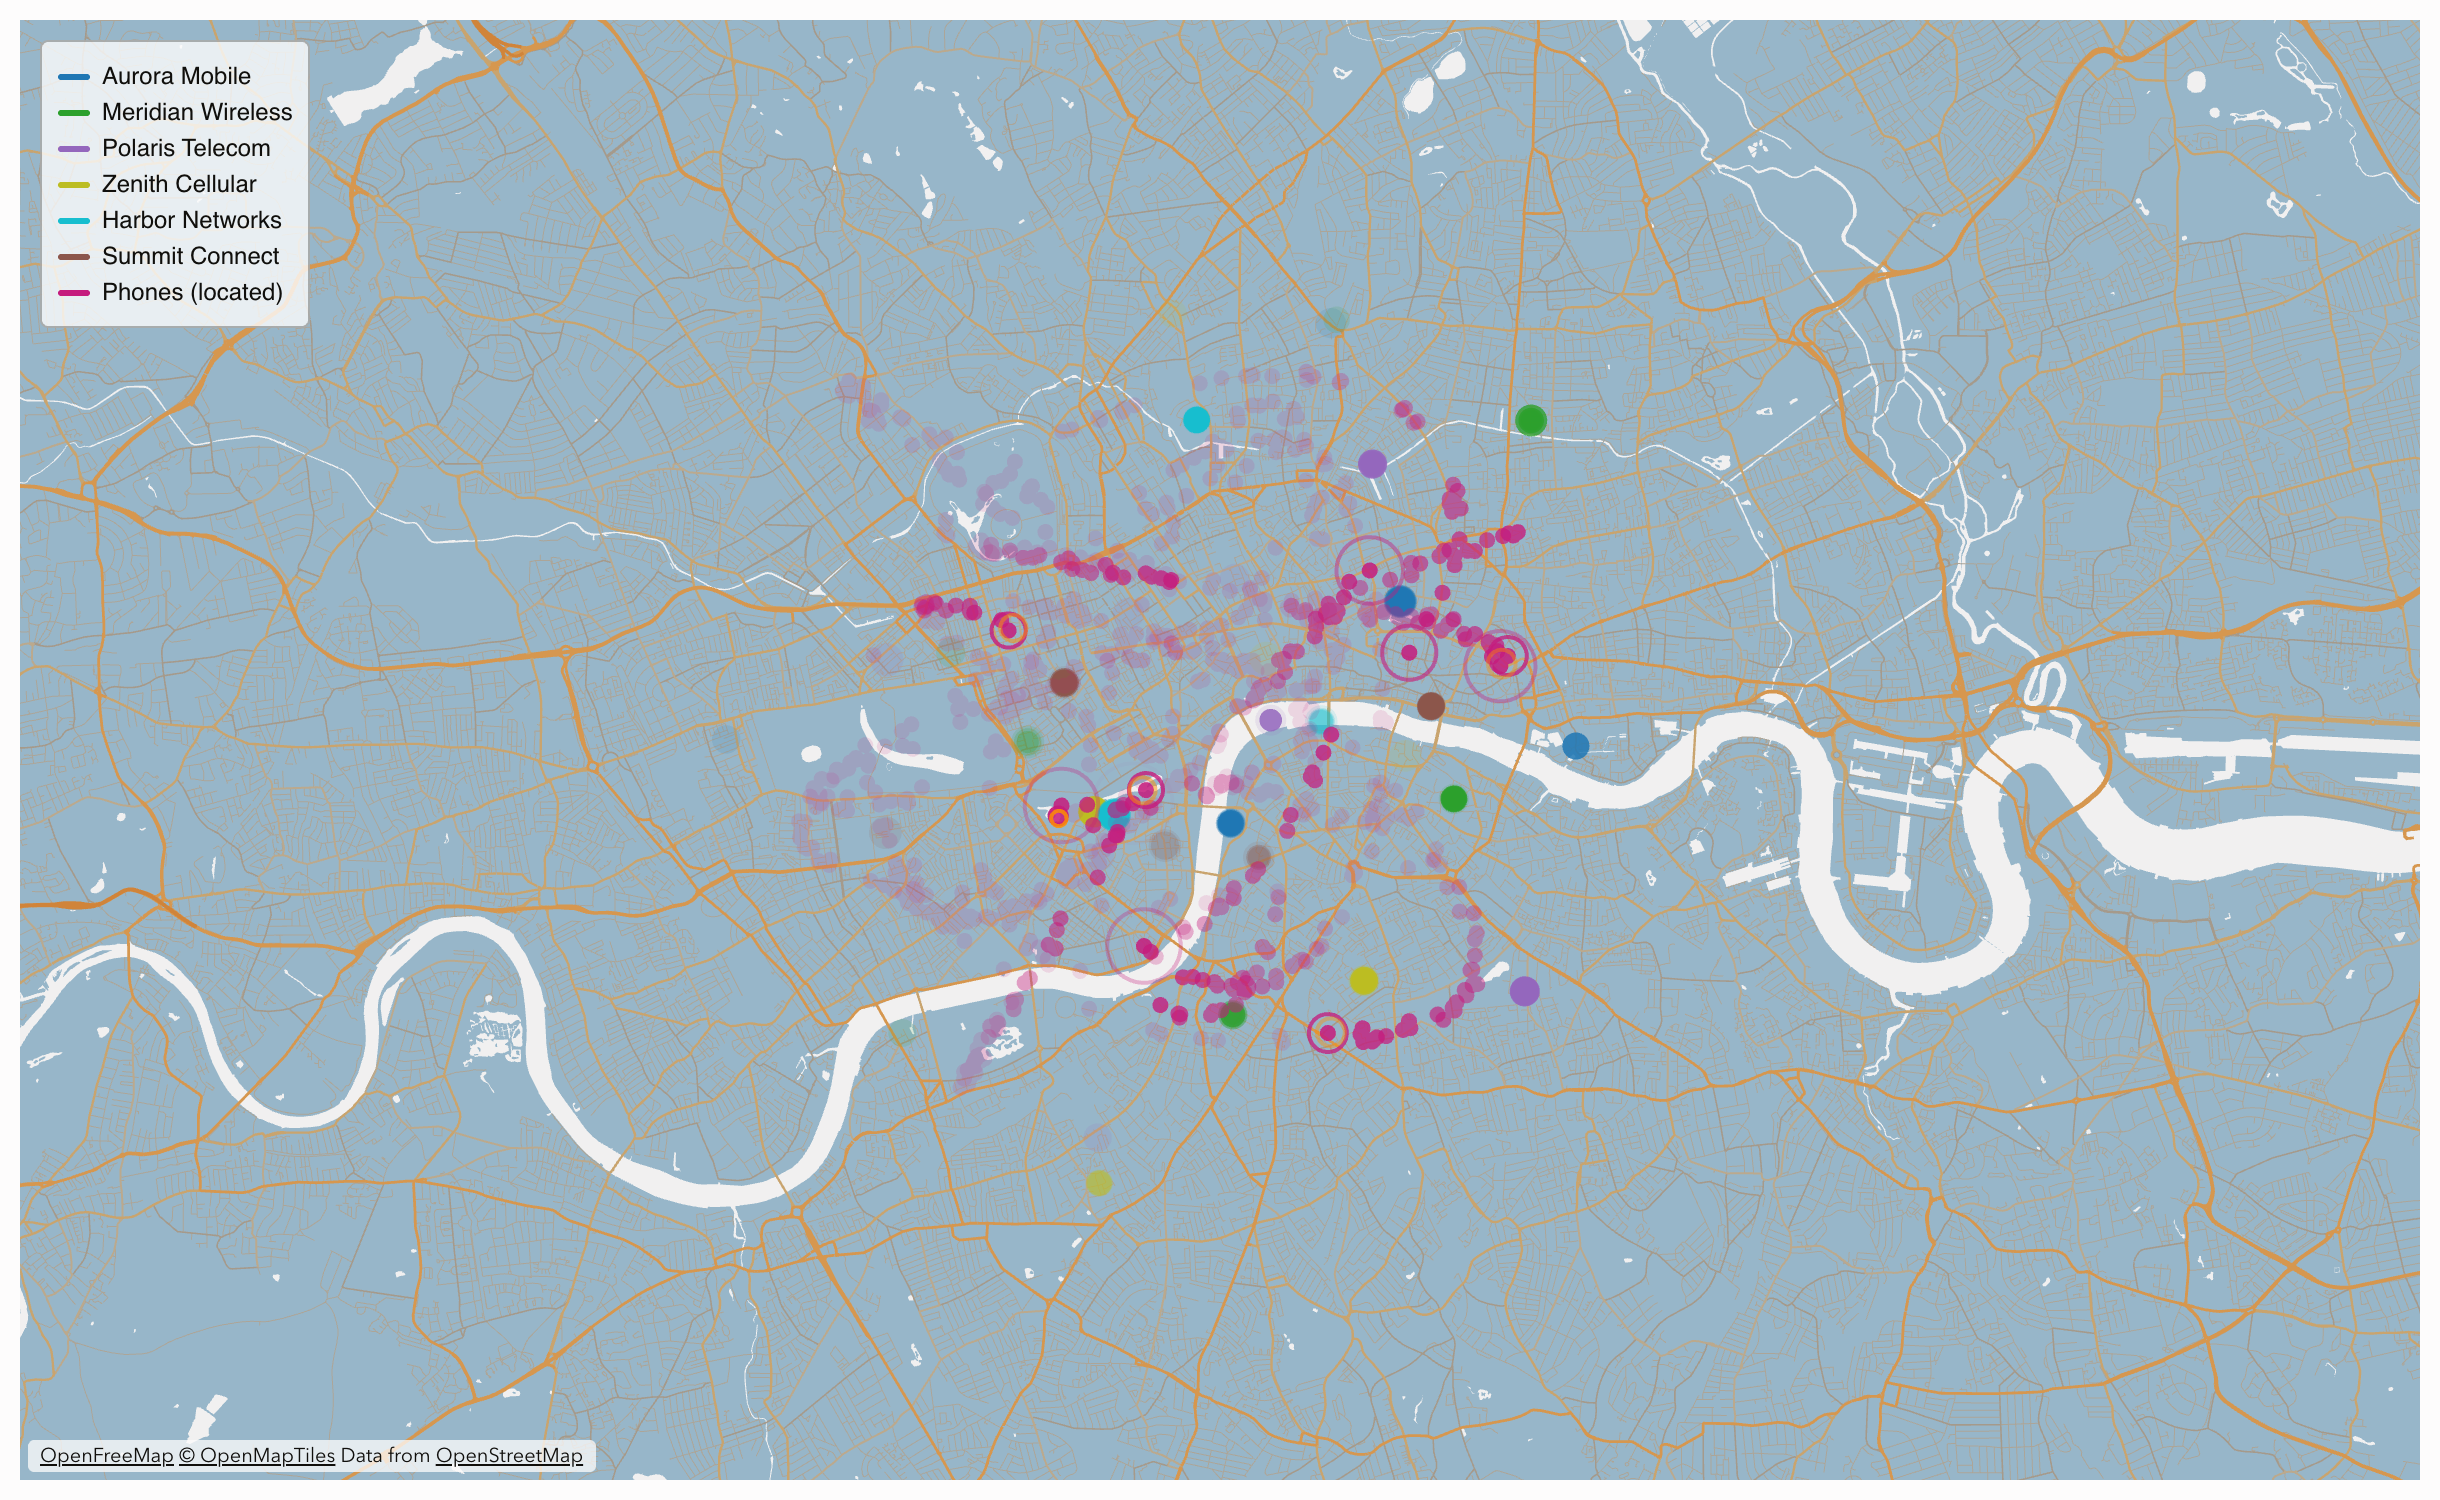 Aurora Mobile
Meridian Wireless
Polaris Telecom
Zenith Cellular
Harbor Networks
Summit Connect
Phones (located)
OpenFreeMap © OpenMapTiles Data from OpenStreetMap